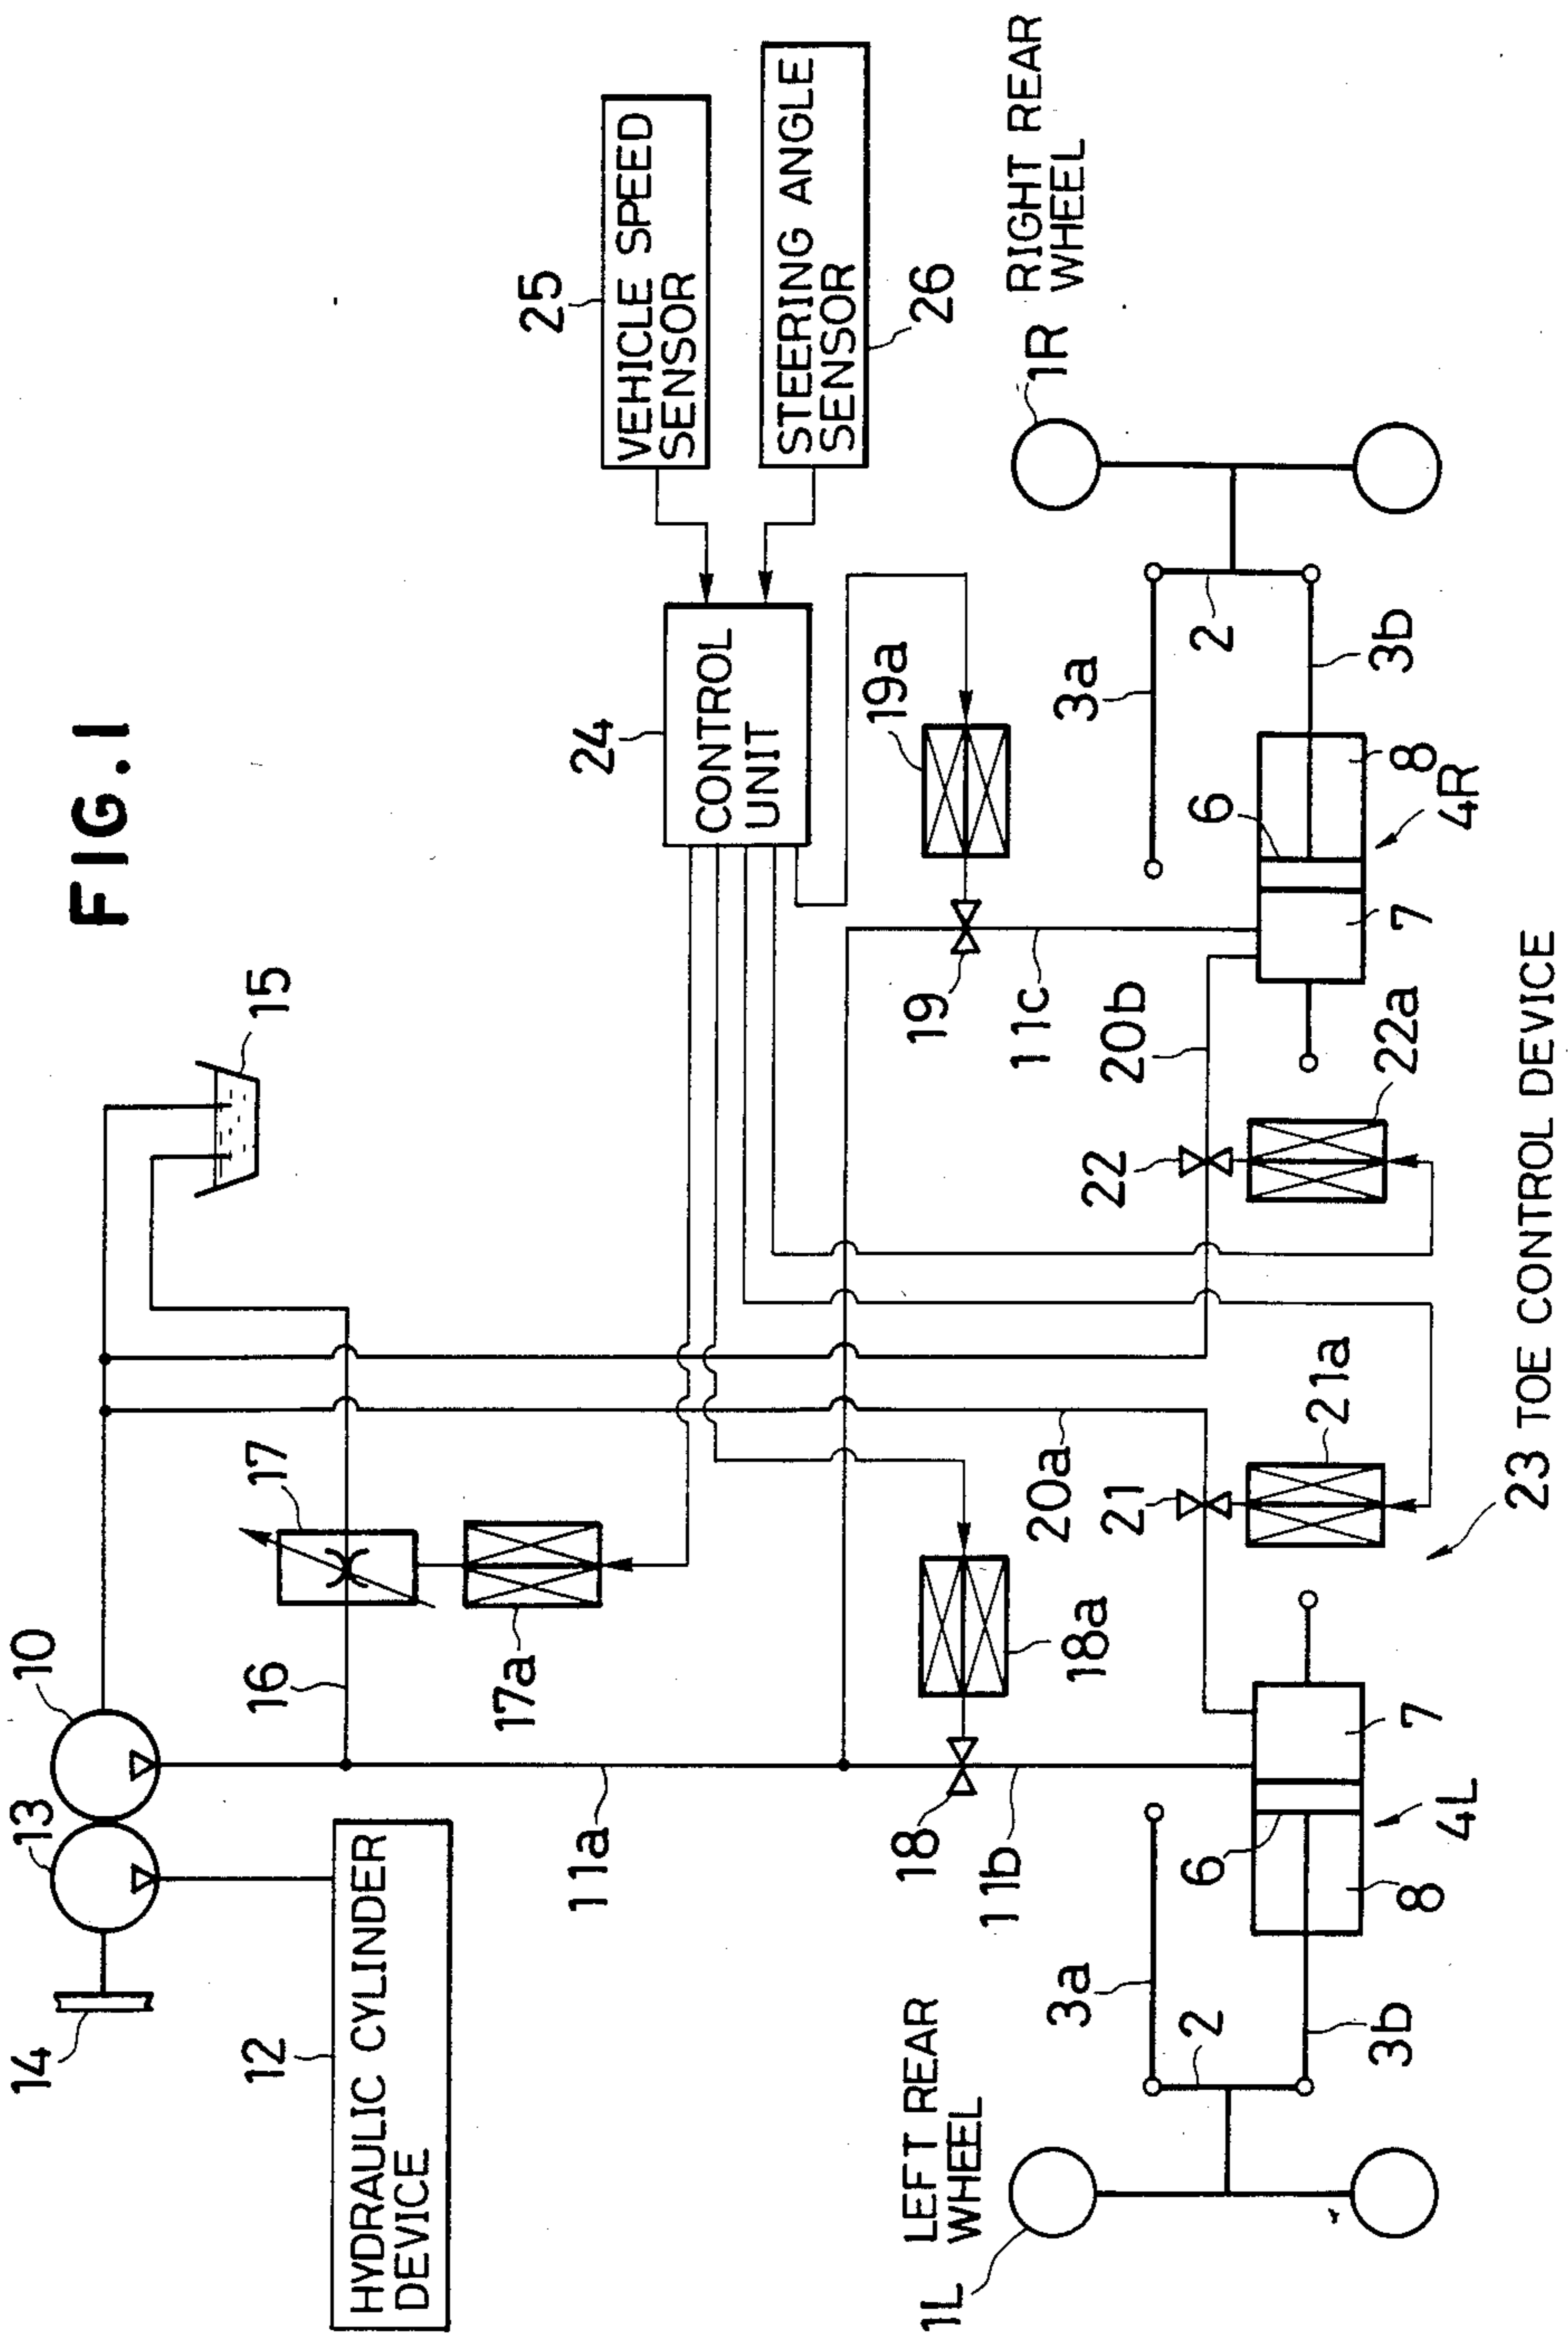 FIG. 1
10
13
14
15
12
HYDRAULIC CYLINDER
DEVICE
16
17
17a
11a
24
CONTROL
UNIT
25
VEHICLE SPEED
SENSOR
STEERING ANGLE
SENSOR
26
18
18a
11b
19
19a
11c
20a
20b
21
21a
22
22a
LEFT REAR
WHEEL
1L
1R
RIGHT REAR
WHEEL
3a
2
3b
6
8
7
4L
3a
2
3b
6
7
8
4R
23 TOE CONTROL DEVICE